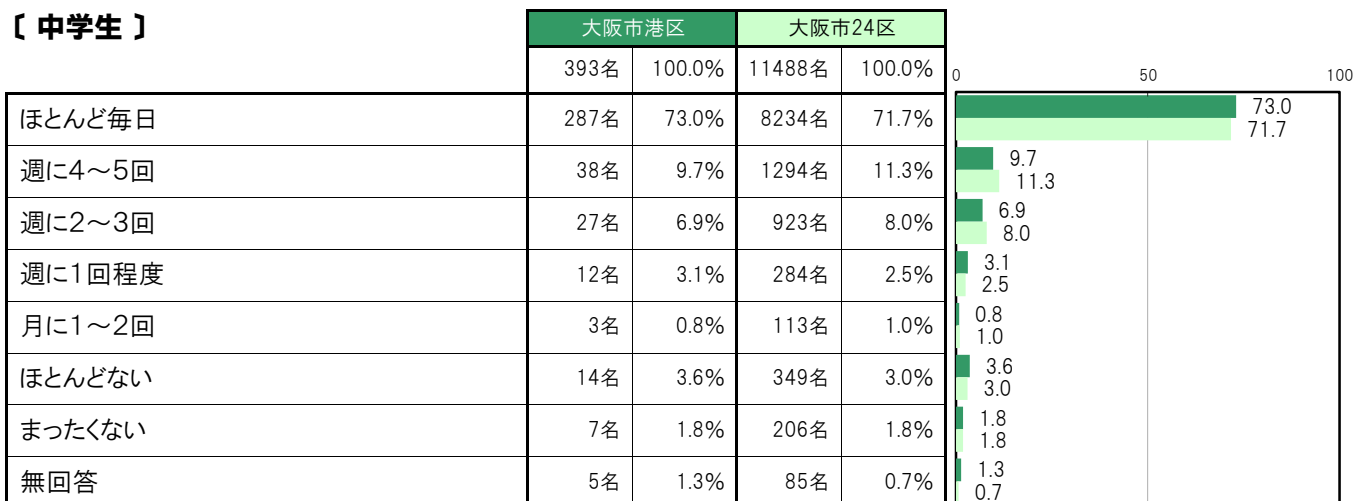 〔 中学生 〕
大阪市港区 大阪市24区
393名 100.0% 11488名 100.0%
0 50 100
ほとんど毎日 287名 73.0% 8234名 71.7%
73.0
71.7
週に4～5回 38名 9.7% 1294名 11.3%
9.7
11.3
週に2～3回 27名 6.9% 923名 8.0%
6.9
8.0
週に1回程度 12名 3.1% 284名 2.5%
3.1
2.5
月に1～2回 3名 0.8% 113名 1.0%
0.8
1.0
ほとんどない 14名 3.6% 349名 3.0%
3.6
3.0
まったくない 7名 1.8% 206名 1.8%
1.8
1.8
無回答 5名 1.3% 85名 0.7%
1.3
0.7